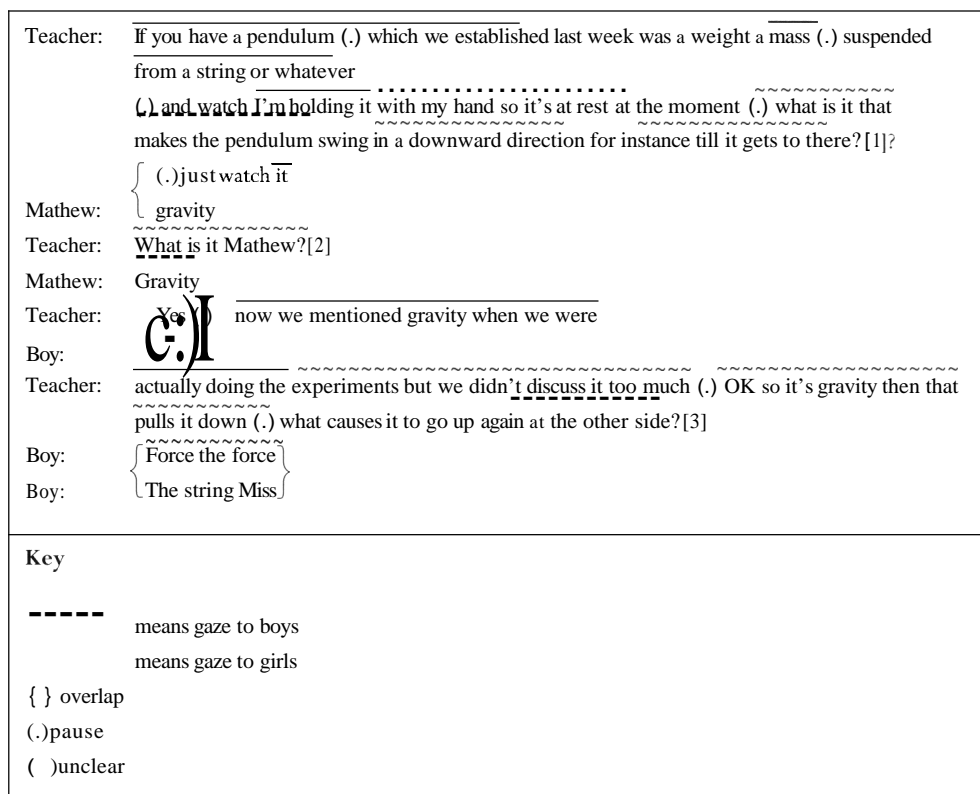 Teacher: If you have a pendulum (.) which we established last week was a weight a mass (.) suspended
from a string or whatever
(.) and watch I'm holding it with my hand so it's at rest at the moment (.) what is it that
makes the pendulum swing in a downward direction for instance till it gets to there?[1]?
(.)just watch it
Mathew: gravity
Teacher: What is it Mathew?[2]
Mathew: Gravity
Teacher: Yes (.) now we mentioned gravity when we were
Boy:
Teacher: actually doing the experiments but we didn't discuss it too much (.) OK so it's gravity then that
pulls it down (.) what causes it to go up again at the other side?[3]
Boy: Force the force
Boy: The string Miss
Key
means gaze to boys
means gaze to girls
{ } overlap
(.)pause
( )unclear